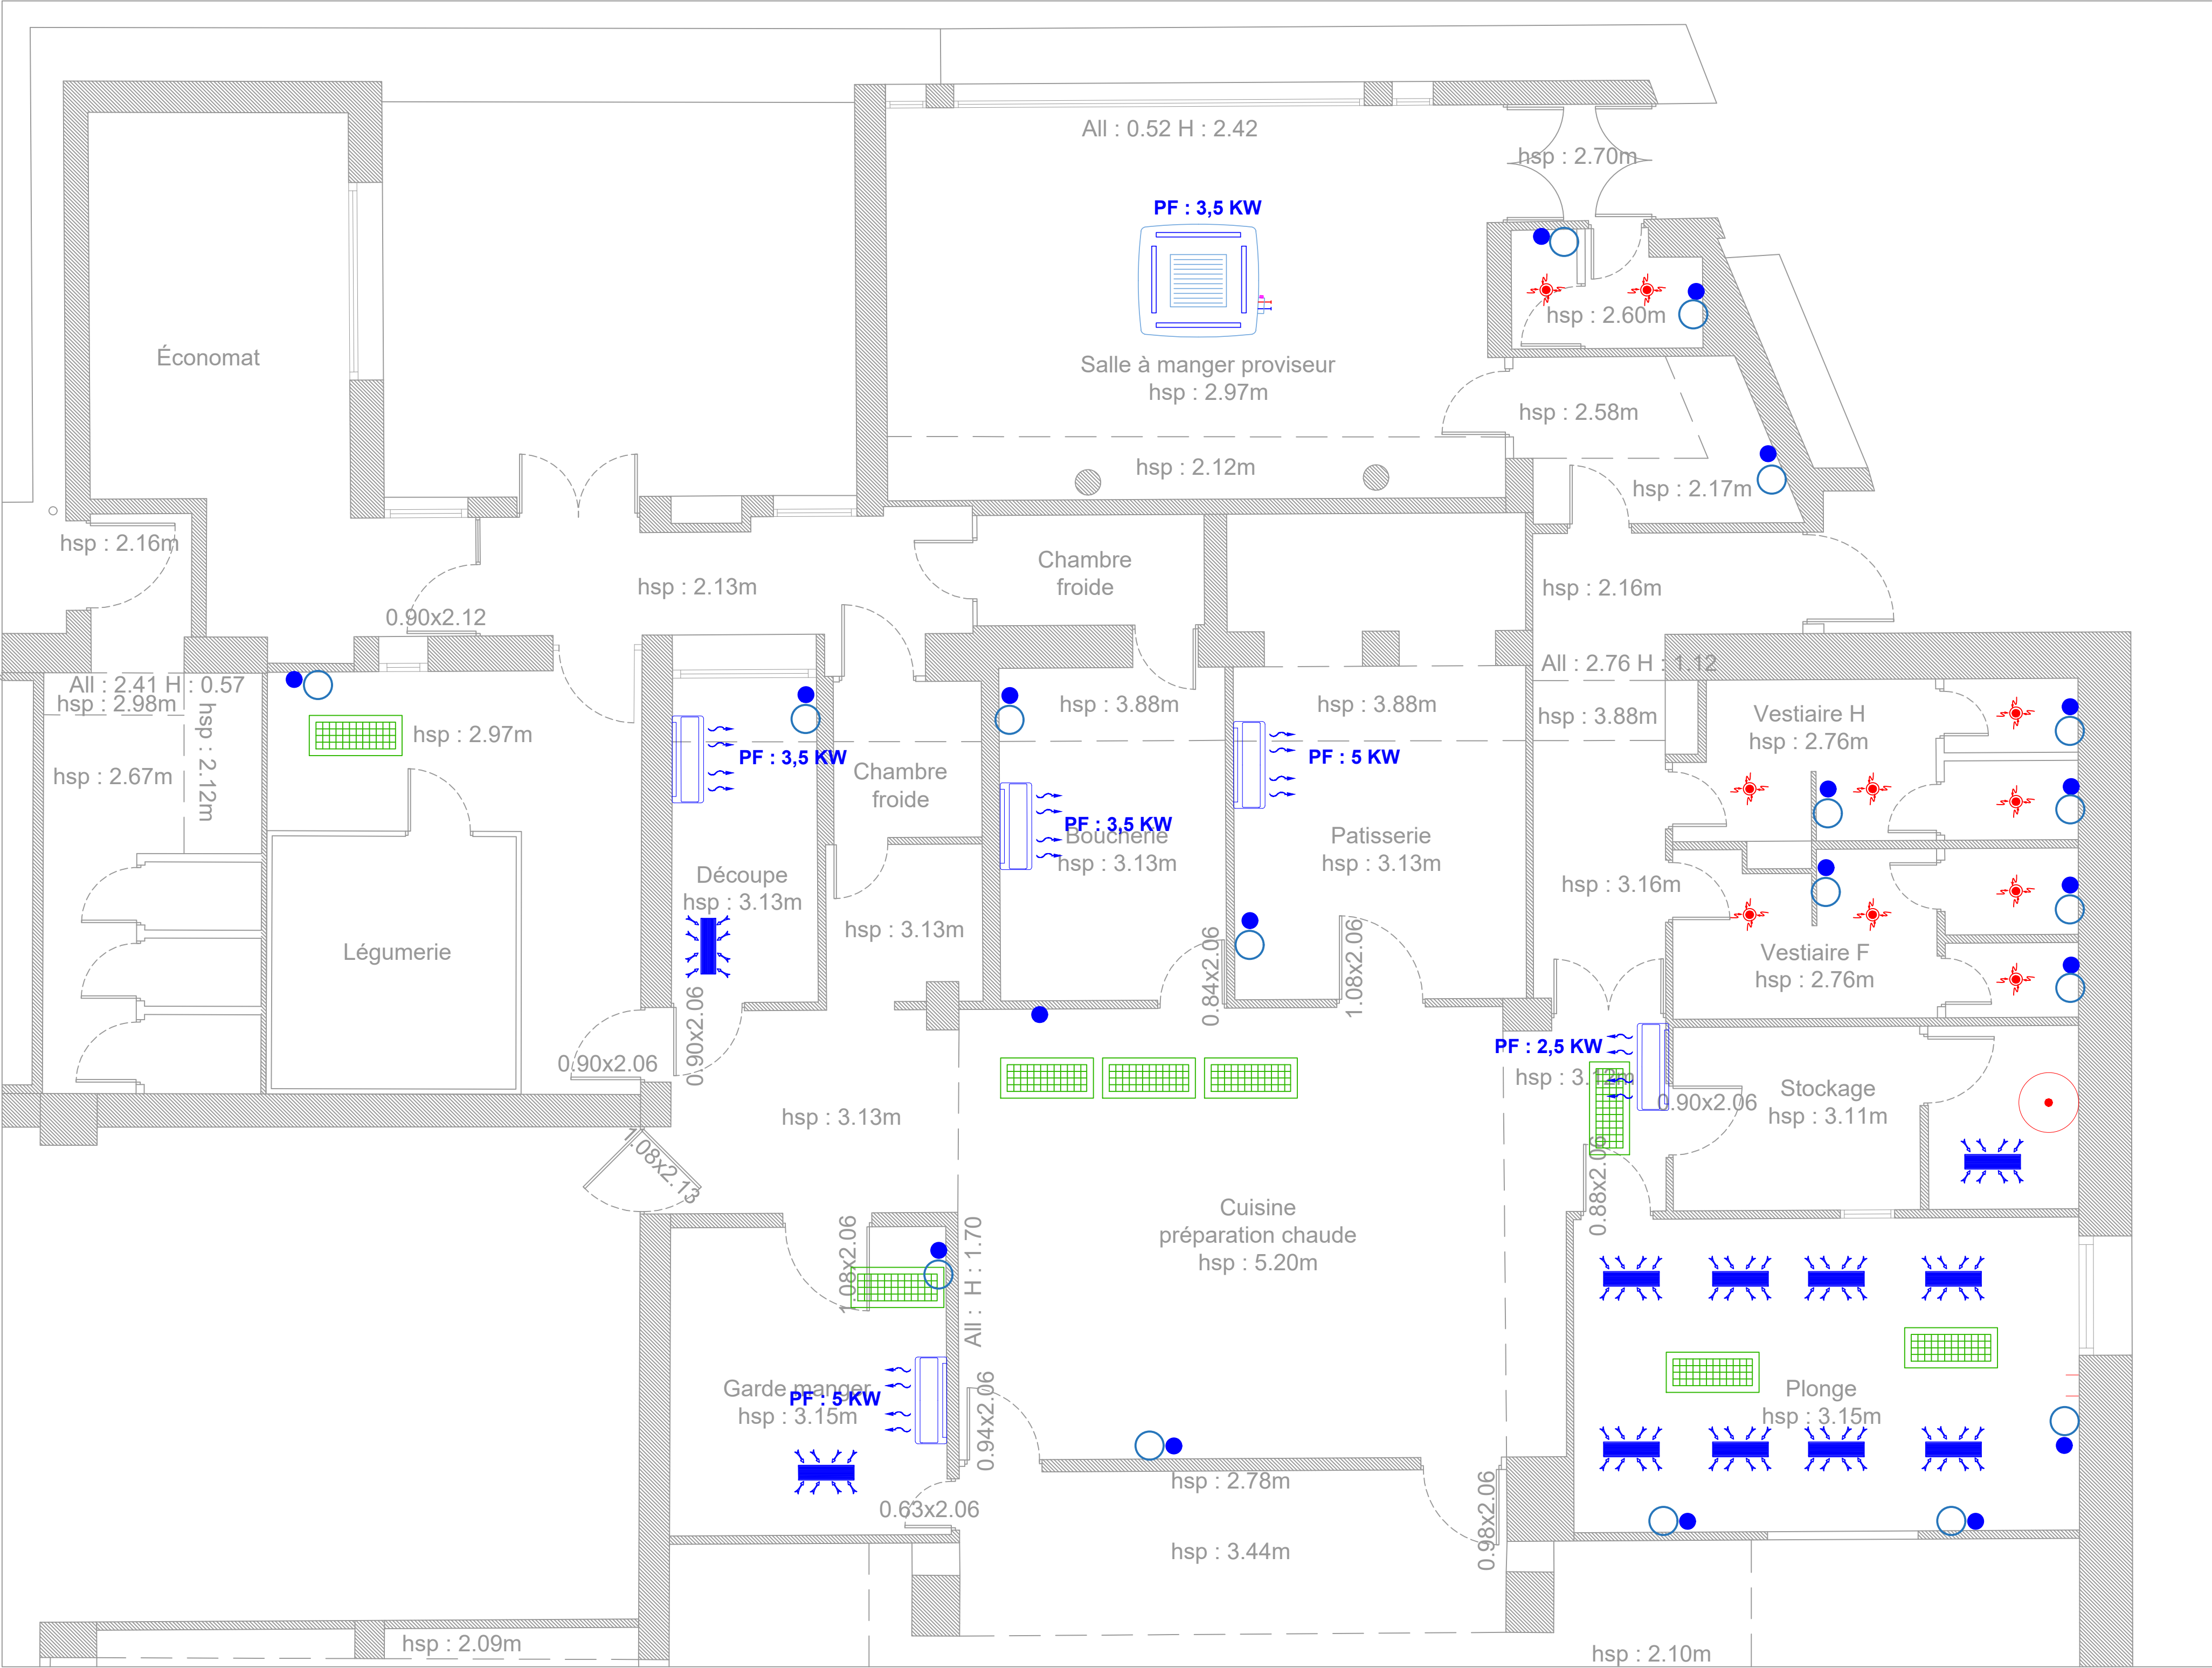 All : 0.52 H : 2.42
hsp : 2.70m
PF : 3,5 KW
hsp : 2.60m
Économat
Salle à manger proviseur
hsp : 2.97m
hsp : 2.58m
hsp : 2.12m
hsp : 2.17m
hsp : 2.16m
Chambre
froide
hsp : 2.13m
hsp : 2.16m
0.90x2.12
All : 2.76 H : 1.12
All : 2.41 H : 0.57
hsp : 2.98m
hsp : 2.12m
hsp : 2.97m
hsp : 3.88m
hsp : 3.88m
hsp : 3.88m
Vestiaire H
hsp : 2.76m
PF : 3,5 KW
PF : 5 KW
hsp : 2.67m
Chambre
froide
PF : 3,5 KW
Boucherie
hsp : 3.13m
Patisserie
hsp : 3.13m
Découpe
hsp : 3.13m
hsp : 3.16m
hsp : 3.13m
Légumerie
Vestiaire F
hsp : 2.76m
0.84x2.06
1.08x2.06
0.90x2.06
0.90x2.06
PF : 2,5 KW
hsp : 3.12m
0.90x2.06
Stockage
hsp : 3.11m
hsp : 3.13m
1.08x2.13
0.88x2.06
Cuisine
préparation chaude
hsp : 5.20m
1.08x2.06
All : H : 1.70
Garde manger
PF : 5 KW
hsp : 3.15m
0.94x2.06
Plonge
hsp : 3.15m
hsp : 2.78m
0.63x2.06
0.98x2.06
hsp : 3.44m
hsp : 2.09m
hsp : 2.10m